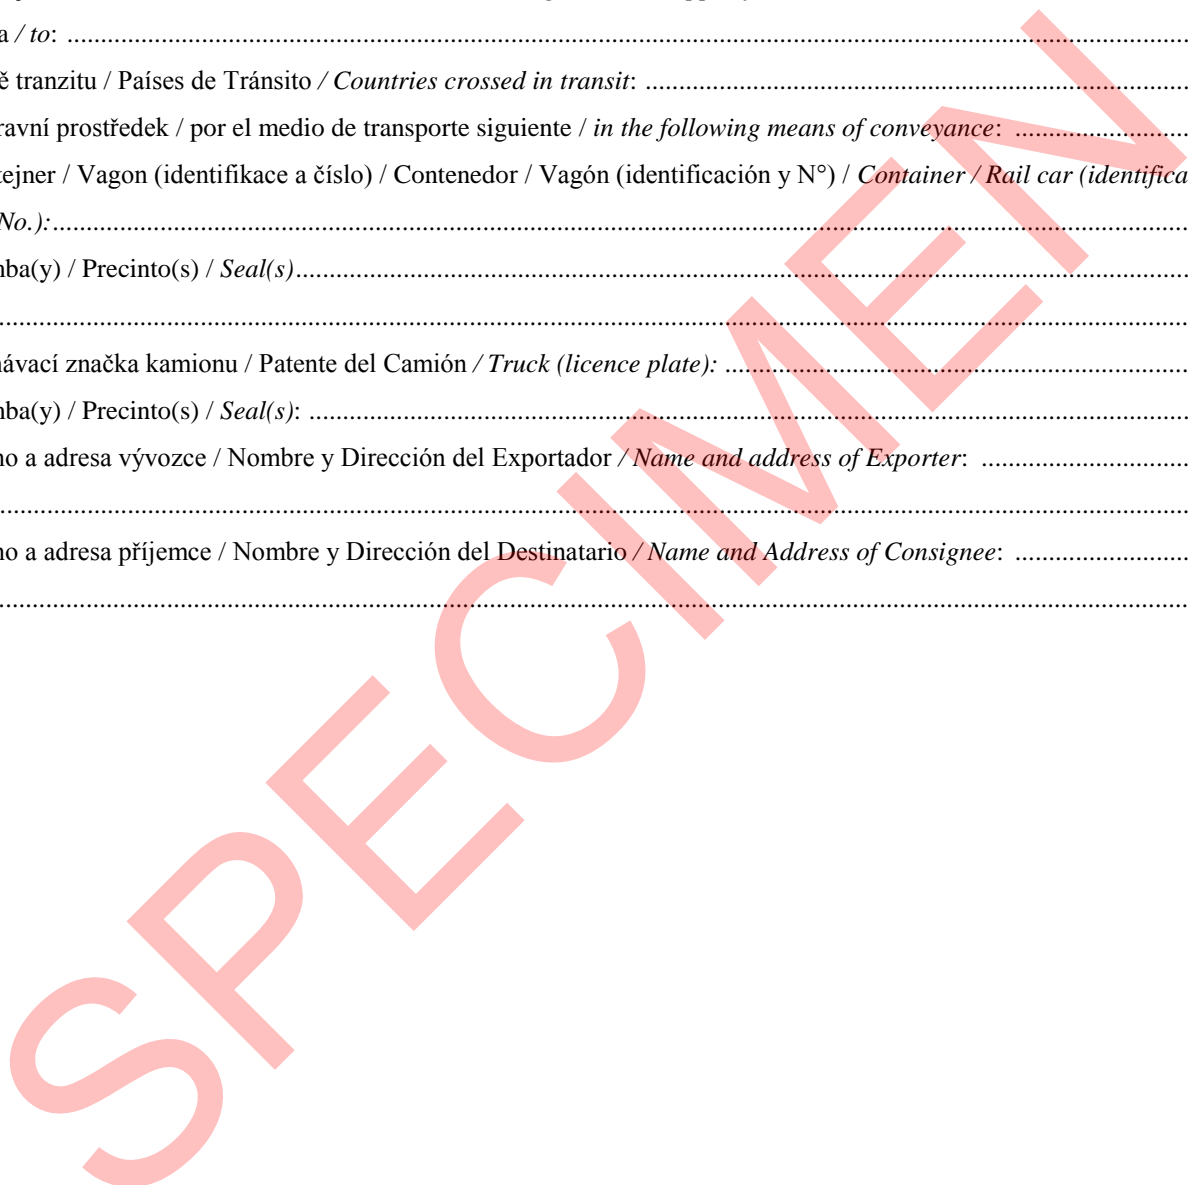 a / to: ........................................................................................................................................................................
ě tranzitu / Países de Tránsito / Countries crossed in transit: ...................................................................................
ravní prostředek / por el medio de transporte siguiente / in the following means of conveyance: ..........................
tejner / Vagon (identifikace a číslo) / Contenedor / Vagón (identificación y N°) / Container / Rail car (identifica
No.):..........................................................................................................................................................................
nba(y) / Precinto(s) / Seal(s)......................................................................................................................................
...................................................................................................................................................................................
návací značka kamionu / Patente del Camión / Truck (licence plate): ......................................................................
nba(y) / Precinto(s) / Seal(s): ....................................................................................................................................
no a adresa vývozce / Nombre y Dirección del Exportador / Name and address of Exporter: ...............................
...................................................................................................................................................................................
no a adresa příjemce / Nombre y Dirección del Destinatario / Name and Address of Consignee: ..........................
...................................................................................................................................................................................
SPECIMEN